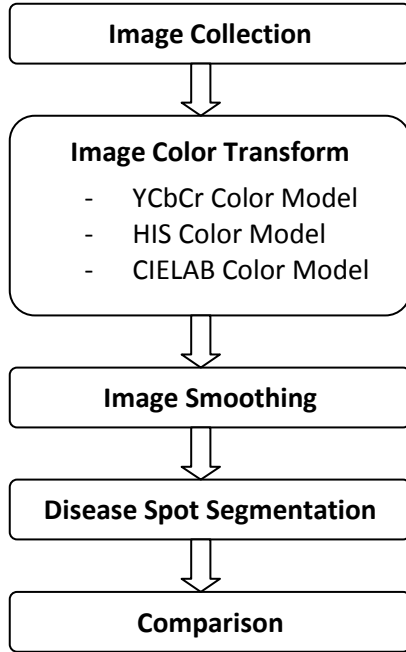 Image Collection
Image Color Transform
- YCbCr Color Model
- HIS Color Model
- CIELAB Color Model
Image Smoothing
Disease Spot Segmentation
Comparison